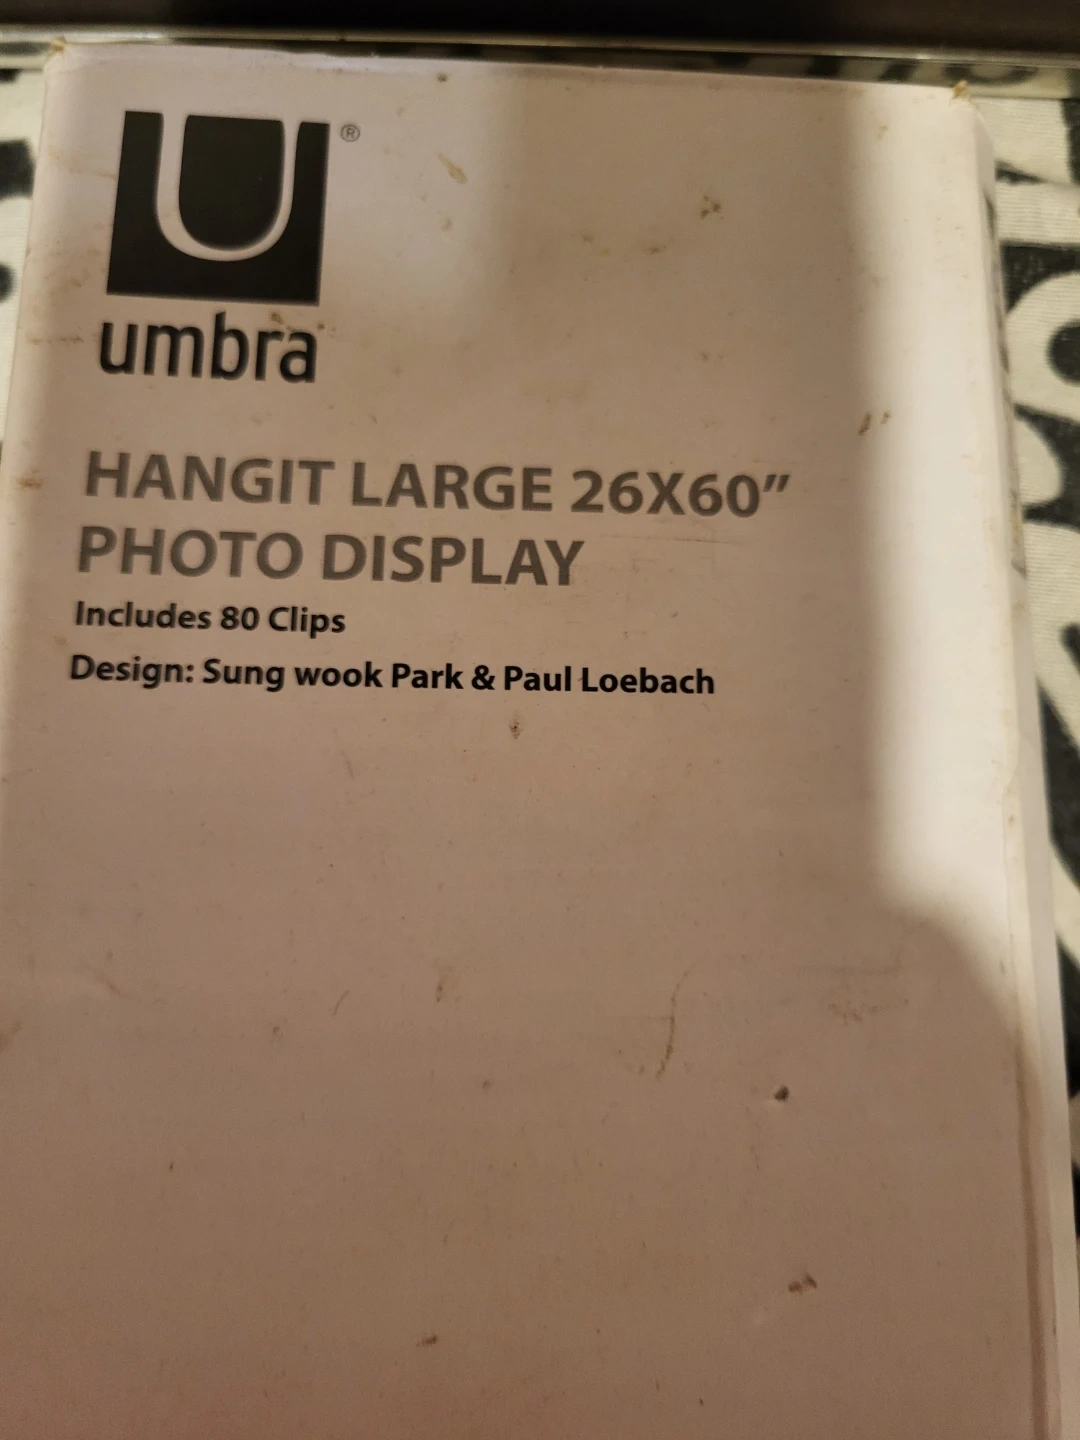 U®
umbra
HANGIT LARGE 26X60”
PHOTO DISPLAY
Includes 80 Clips
Design: Sung wook Park & Paul Loebach